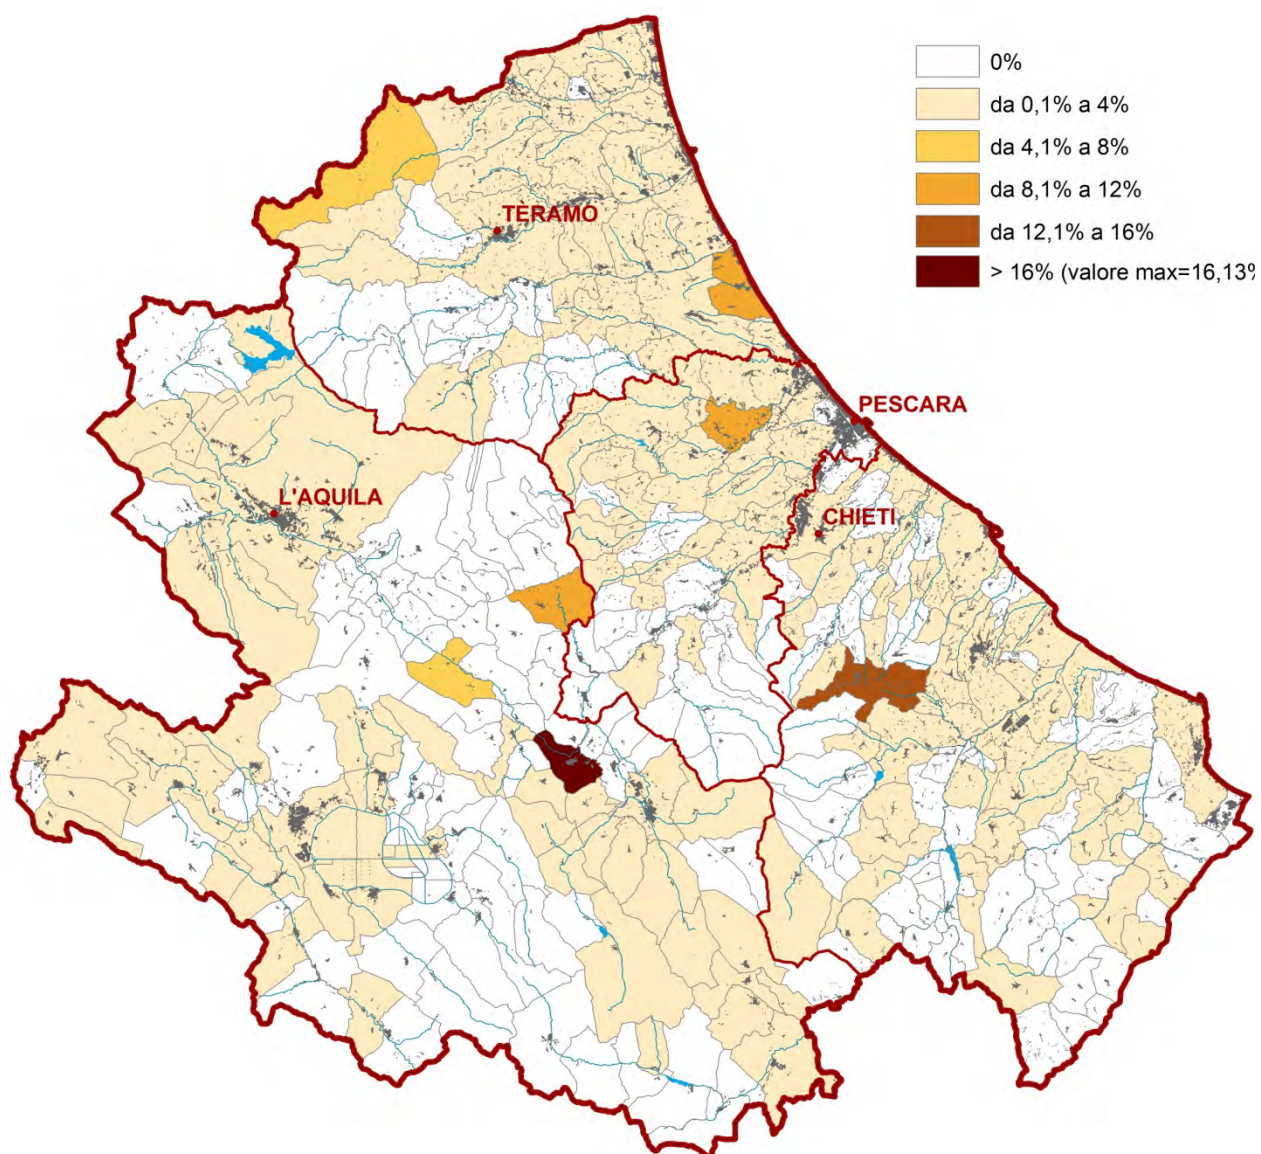 0%
da 0,1% a 4%
da 4,1% a 8%
da 8,1% a 12%
da 12,1% a 16%
> 16% (valore max=16,13%
TERAMO
PESCARA
L'AQUILA
CHIETI